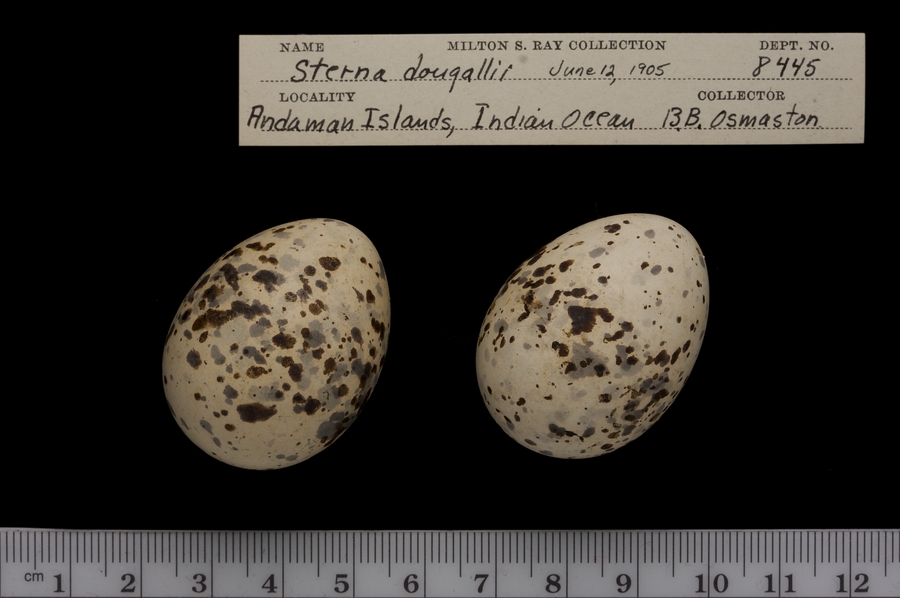 NAME MILTON S. RAY COLLECTION DEPT. NO.
Sterna dougallii June 12, 1905 8445
LOCALITY COLLECTOR
Andaman Islands, Indian Ocean B.B. Osmaston
cm 1 2 3 4 5 6 7 8 9 10 11 12